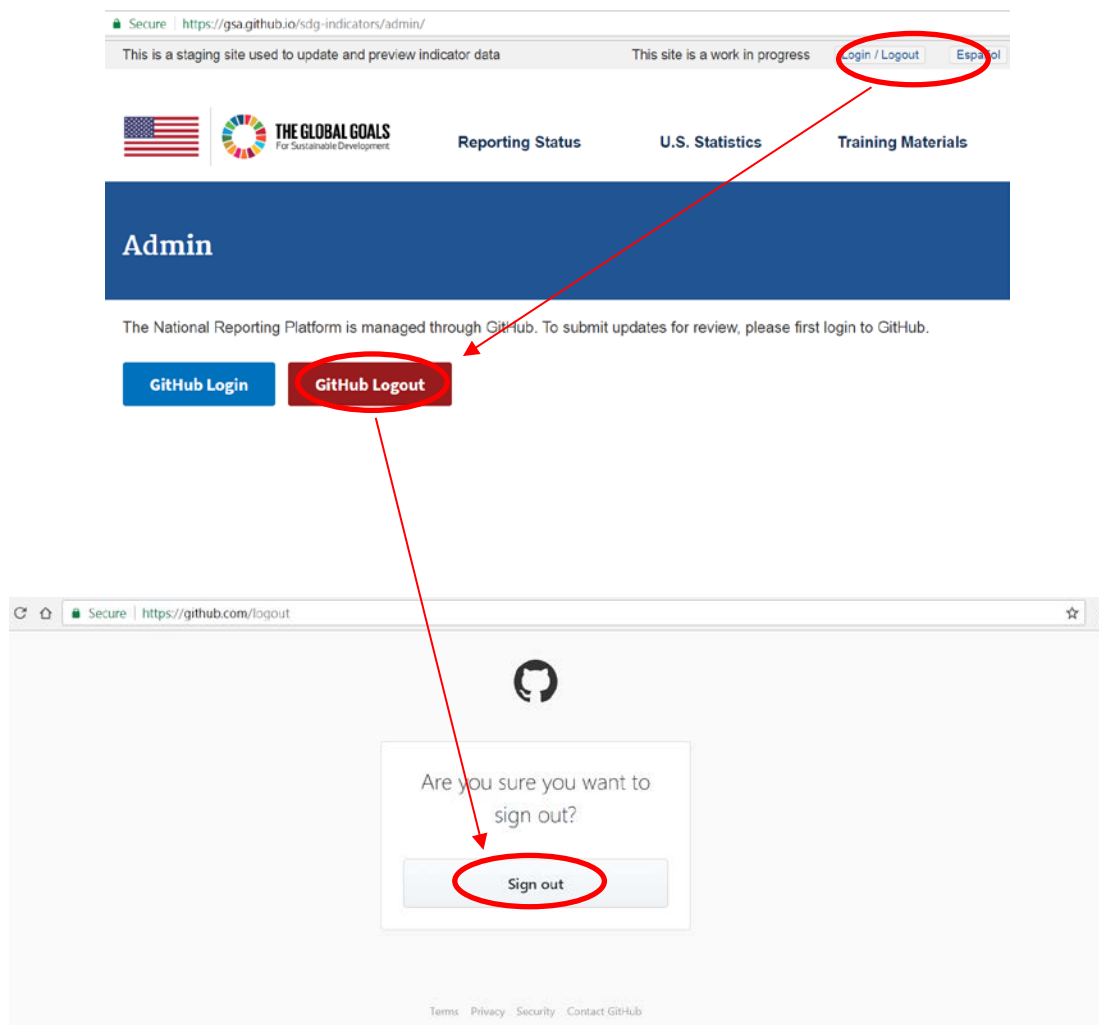 Secure | https://gsa.github.io/sdg-indicators/admin/
This is a staging site used to update and preview indicator data This site is a work in progress Login / Logout Español
THE GLOBAL GOALS
For Sustainable Development
Reporting Status U.S. Statistics Training Materials
Admin
The National Reporting Platform is managed through GitHub. To submit updates for review, please first login to GitHub.
GitHub Login GitHub Logout
Secure | https://github.com/logout
Are you sure you want to
sign out?
Sign out
Terms Privacy Security Contact GitHub